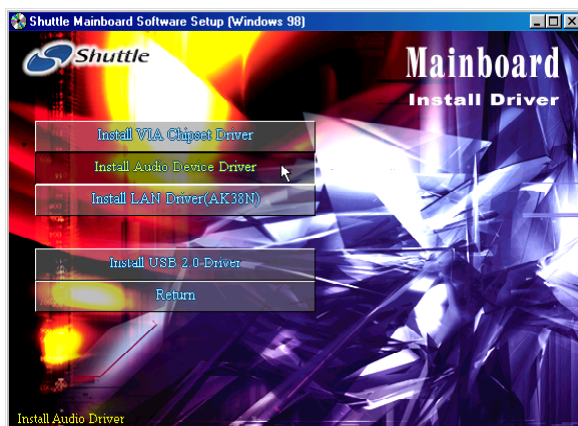 Shuttle Mainboard Software Setup (Windows 98)
Shuttle
Mainboard
Install Driver
Install VIA Chipset Driver
Install Audio Device Driver
Install LAN Driver(AK38N)
Install USB 2.0 Driver
Return
Install Audio Driver